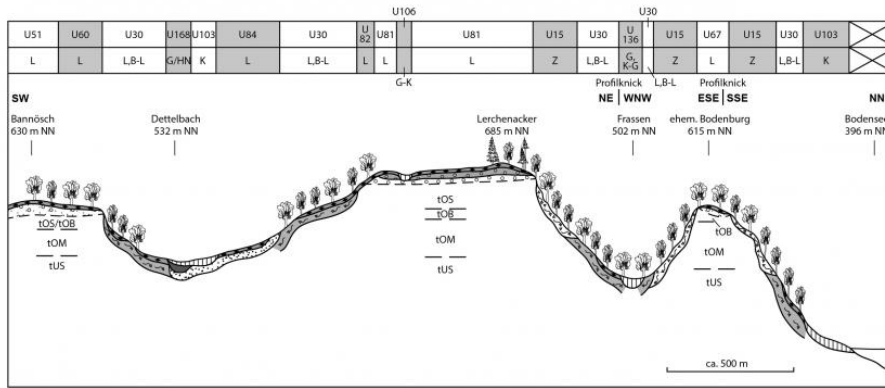 U106 U30
U51 U60 U30 U168 U103 U84 U30 U 82 U81 U81 U15 U30 U 136 U15 U67 U15 U30 U103
L L L,B-L G/HN K L L,B-L L L L Z L,B-L G, K-G Z L Z L,B-L K
G-K L,B-L
Profilknick Profilknick
SW NE WNW ESE SSE NN
Bannösch Dettelbach Lerchenacker Frassen ehem. Bodenburg Bodensee
630 m NN 532 m NN 685 m NN 502 m NN 615 m NN 396 m NN
tOS/tOB
tOM
tUS
tOS
tOB
tOM
tUS
tOB
tOM
tUS
ca. 500 m